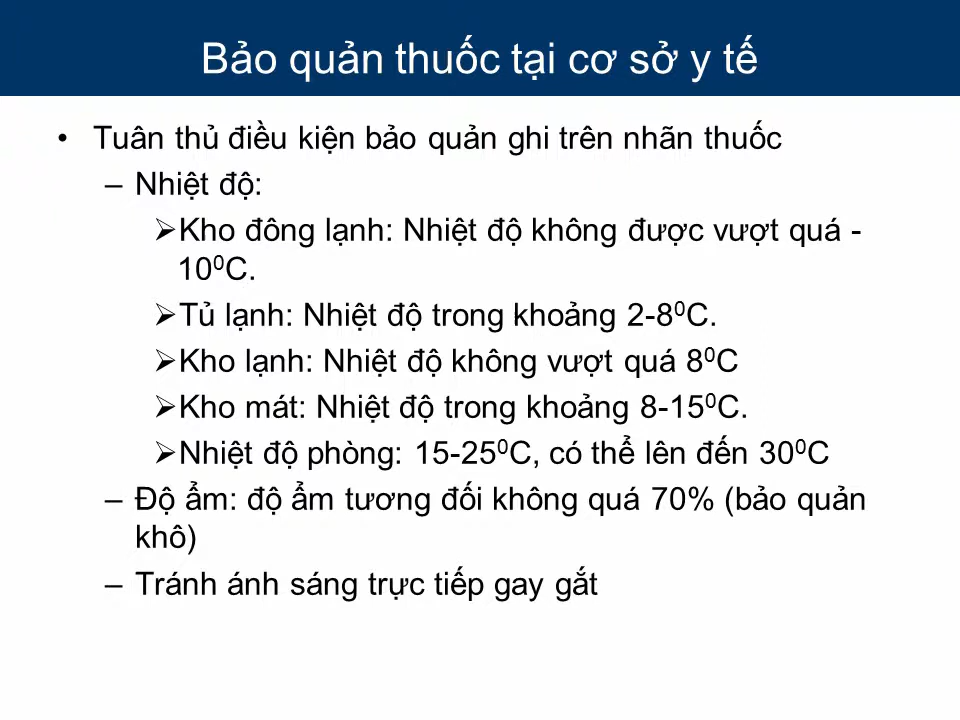 Bảo quản thuốc tại cơ sở y tế
• Tuân thủ điều kiện bảo quản ghi trên nhãn thuốc
– Nhiệt độ:
➢Kho đông lạnh: Nhiệt độ không được vượt quá -
10⁰C.
➢Tủ lạnh: Nhiệt độ trong khoảng 2-8⁰C.
➢Kho lạnh: Nhiệt độ không vượt quá 8⁰C
➢Kho mát: Nhiệt độ trong khoảng 8-15⁰C.
➢Nhiệt độ phòng: 15-25⁰C, có thể lên đến 30⁰C
– Độ ẩm: độ ẩm tương đối không quá 70% (bảo quản
khô)
– Tránh ánh sáng trực tiếp gay gắt